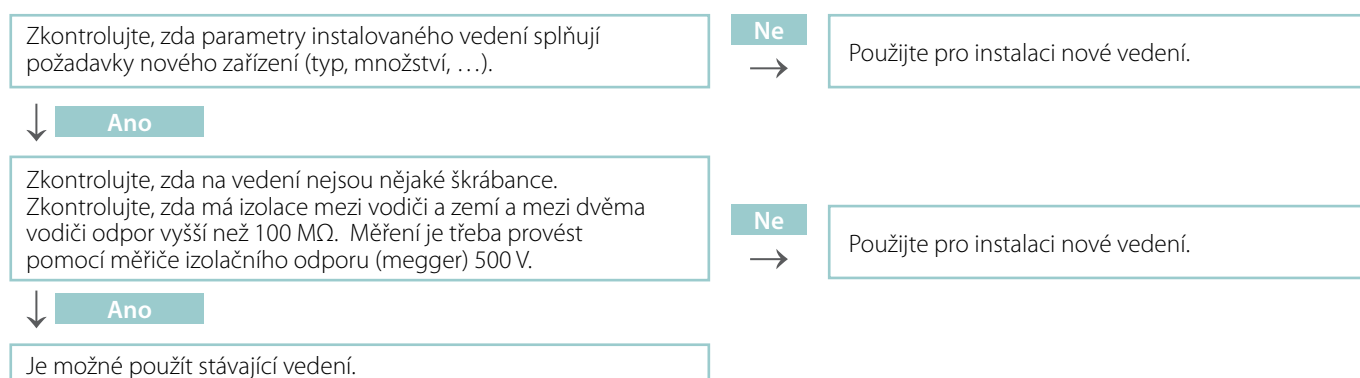 Zkontrolujte, zda parametry instalovaného vedení splňují
požadavky nového zařízení (typ, množství, …).
Ne
Použijte pro instalaci nové vedení.
Ano
Zkontrolujte, zda na vedení nejsou nějaké škrábance.
Zkontrolujte, zda má izolace mezi vodiči a zemí a mezi dvěma
vodiči odpor vyšší než 100 MΩ.  Měření je třeba provést
pomocí měřiče izolačního odporu (megger) 500 V.
Ne
Použijte pro instalaci nové vedení.
Ano
Je možné použít stávající vedení.